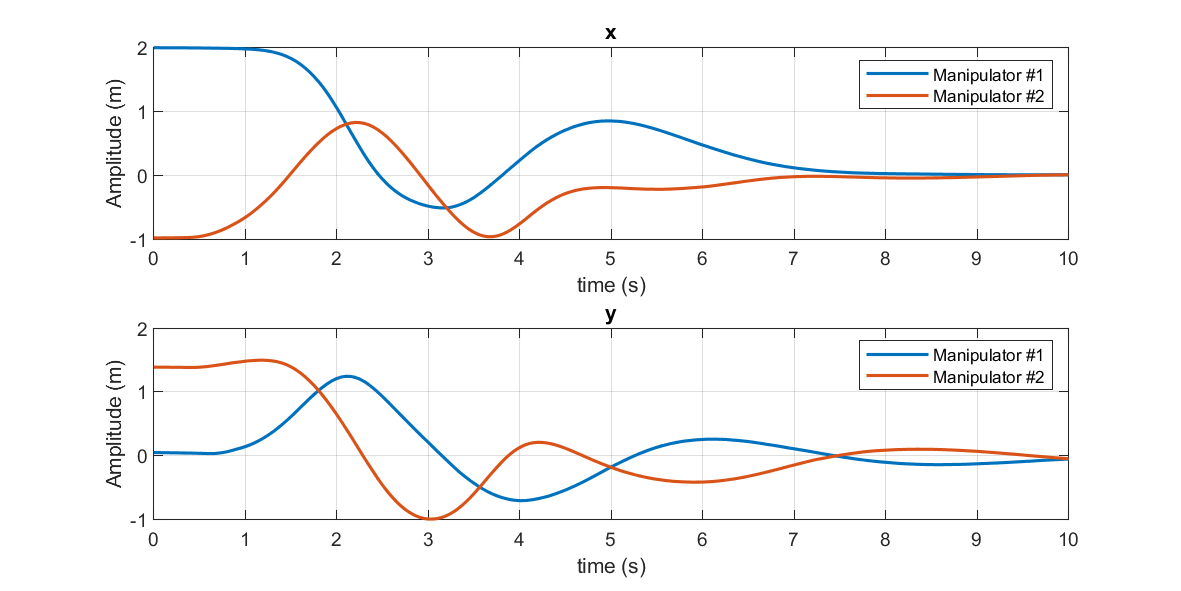 x
Amplitude (m)
2
1
0
-1
Manipulator #1
Manipulator #2
0 1 2 3 4 5 6 7 8 9 10
time (s)
y
Amplitude (m)
2
1
0
-1
Manipulator #1
Manipulator #2
0 1 2 3 4 5 6 7 8 9 10
time (s)